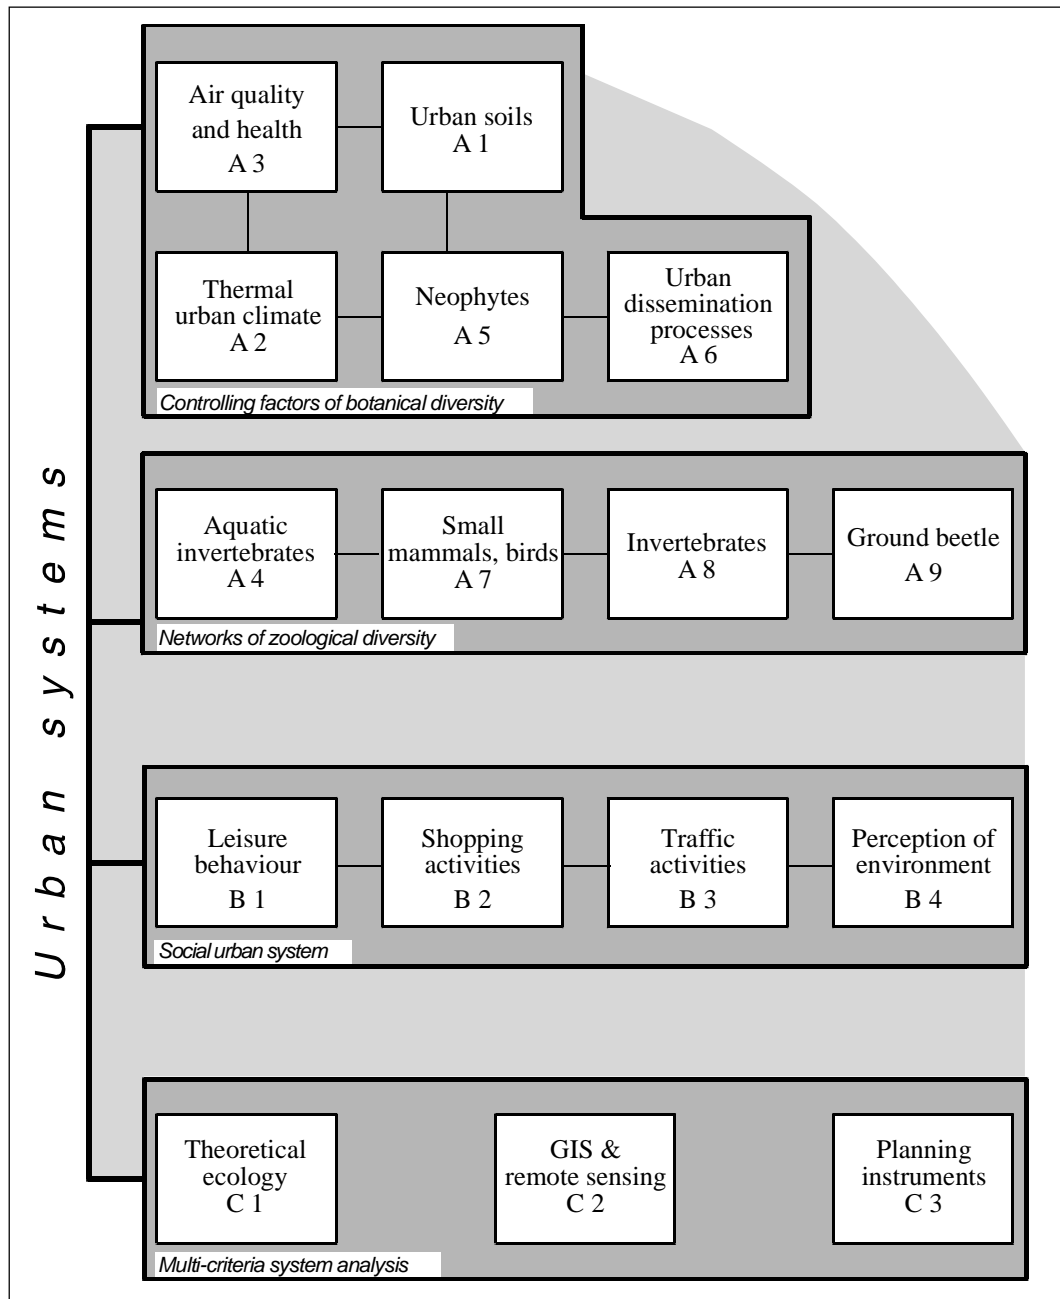 Urban systems
Air quality
and health
A 3
Urban soils
A 1
Thermal
urban climate
A 2
Neophytes
A 5
Urban
dissemination
processes
A 6
Controlling factors of botanical diversity
Aquatic
invertebrates
A 4
Small
mammals, birds
A 7
Invertebrates
A 8
Ground beetle
A 9
Networks of zoological diversity
Leisure
behaviour
B 1
Shopping
activities
B 2
Traffic
activities
B 3
Perception of
environment
B 4
Social urban system
Theoretical
ecology
C 1
GIS &
remote sensing
C 2
Planning
instruments
C 3
Multi-criteria system analysis